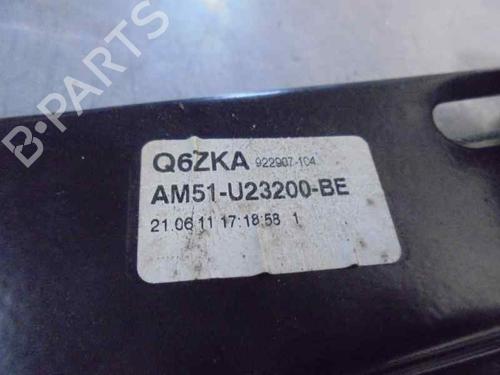 B-PARTS
Q6ZKA 922907-104
AM51-U23200-BE
21.06.11 17:18:58 1